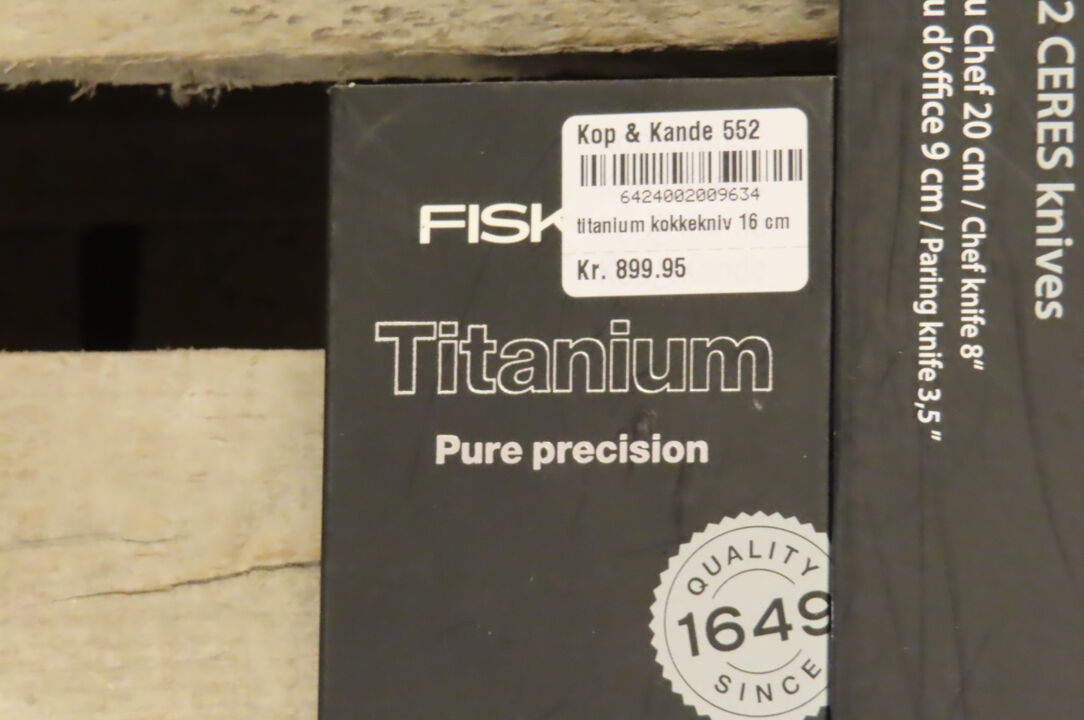 Kop & Kande 552
6424002009634
titanium kokkekniv 16 cm
Kr. 899.95
FISK
Titanium
Pure precision
QUALITY
1649
SINCE
2 CERES knives
u Chef 20 cm / Chef knife 8"
u d'office 9 cm / Paring knife 3,5 "